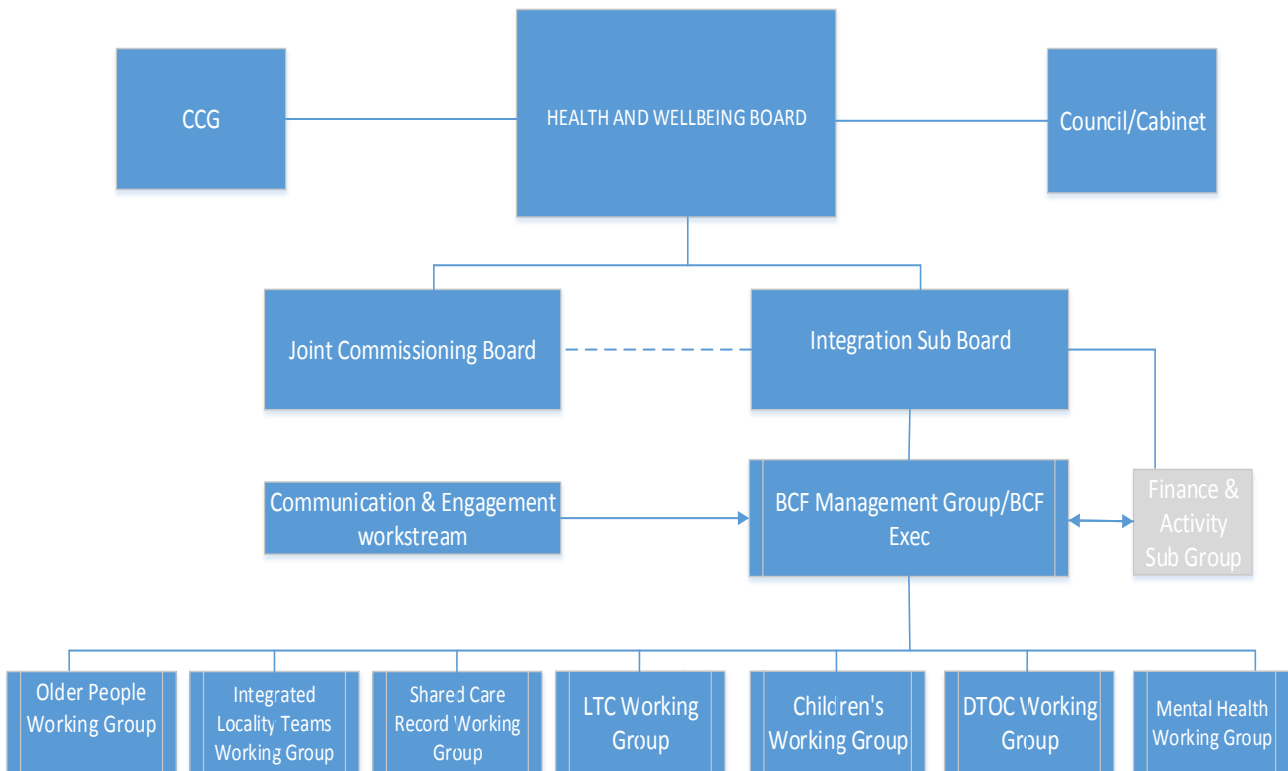 CCG
HEALTH AND WELLBEING BOARD
Council/Cabinet
Joint Commissioning Board
Integration Sub Board
Communication & Engagement
workstream
BCF Management Group/BCF
Exec
Finance &
Activity
Sub Group
Older People
Working Group
Integrated
Locality Teams
Working Group
Shared Care
Record Working
Group
LTC Working
Group
Children's
Working Group
DTOC Working
Group
Mental Health
Working Group